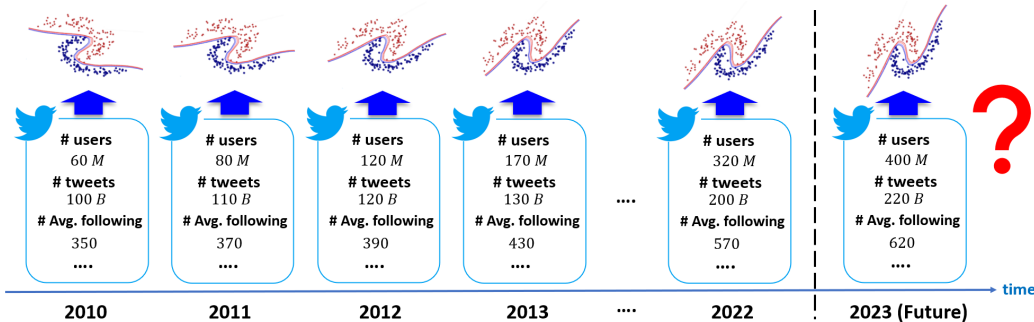 # users
60 M
# tweets
100 B
# Avg. following
350
....
# users
80 M
# tweets
110 B
# Avg. following
370
....
# users
120 M
# tweets
120 B
# Avg. following
390
....
# users
170 M
# tweets
130 B
# Avg. following
430
....
....
# users
320 M
# tweets
200 B
# Avg. following
570
....
# users
400 M
# tweets
220 B
# Avg. following
620
....
?
time
2010
2011
2012
2013
....
2022
2023 (Future)